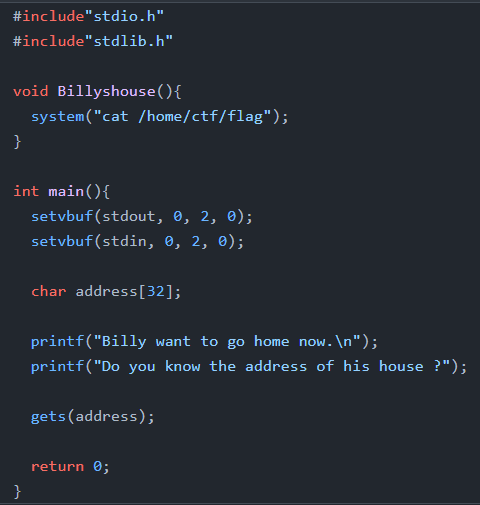 #include"stdio.h"
#include"stdlib.h"
void Billyshouse(){
system("cat /home/ctf/flag");
}
int main(){
setvbuf(stdout, 0, 2, 0);
setvbuf(stdin, 0, 2, 0);
char address[32];
printf("Billy want to go home now.\n");
printf("Do you know the address of his house ?");
gets(address);
return 0;
}